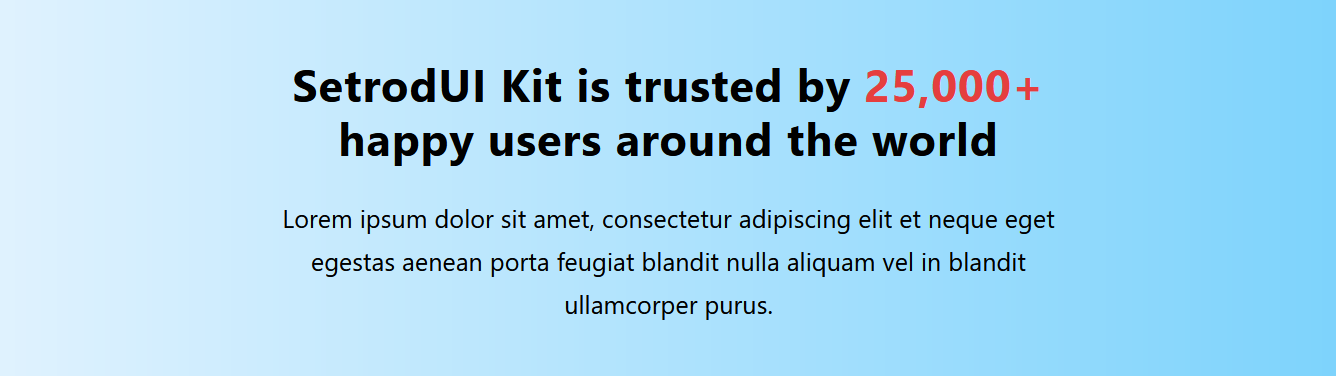 SetrodUI Kit is trusted by 25,000+
happy users around the world
Lorem ipsum dolor sit amet, consectetur adipiscing elit et neque eget
egestas aenean porta feugiat blandit nulla aliquam vel in blandit
ullamcorper purus.